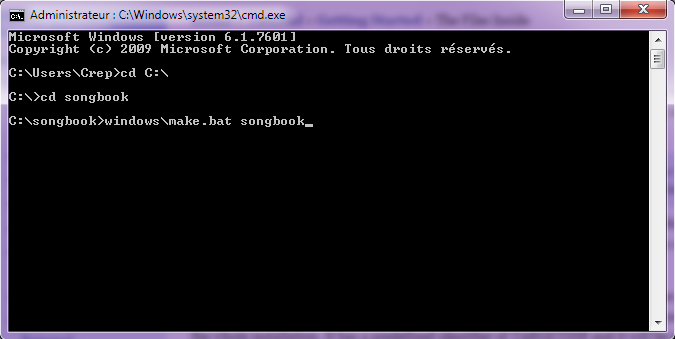 Administrateur : C:\Windows\system32\cmd.exe
Microsoft Windows [version 6.1.7601]
Copyright (c) 2009 Microsoft Corporation. Tous droits réservés.
C:\Users\Crep>cd C:\
C:\>cd songbook
C:\songbook>windows\make.bat songbook_